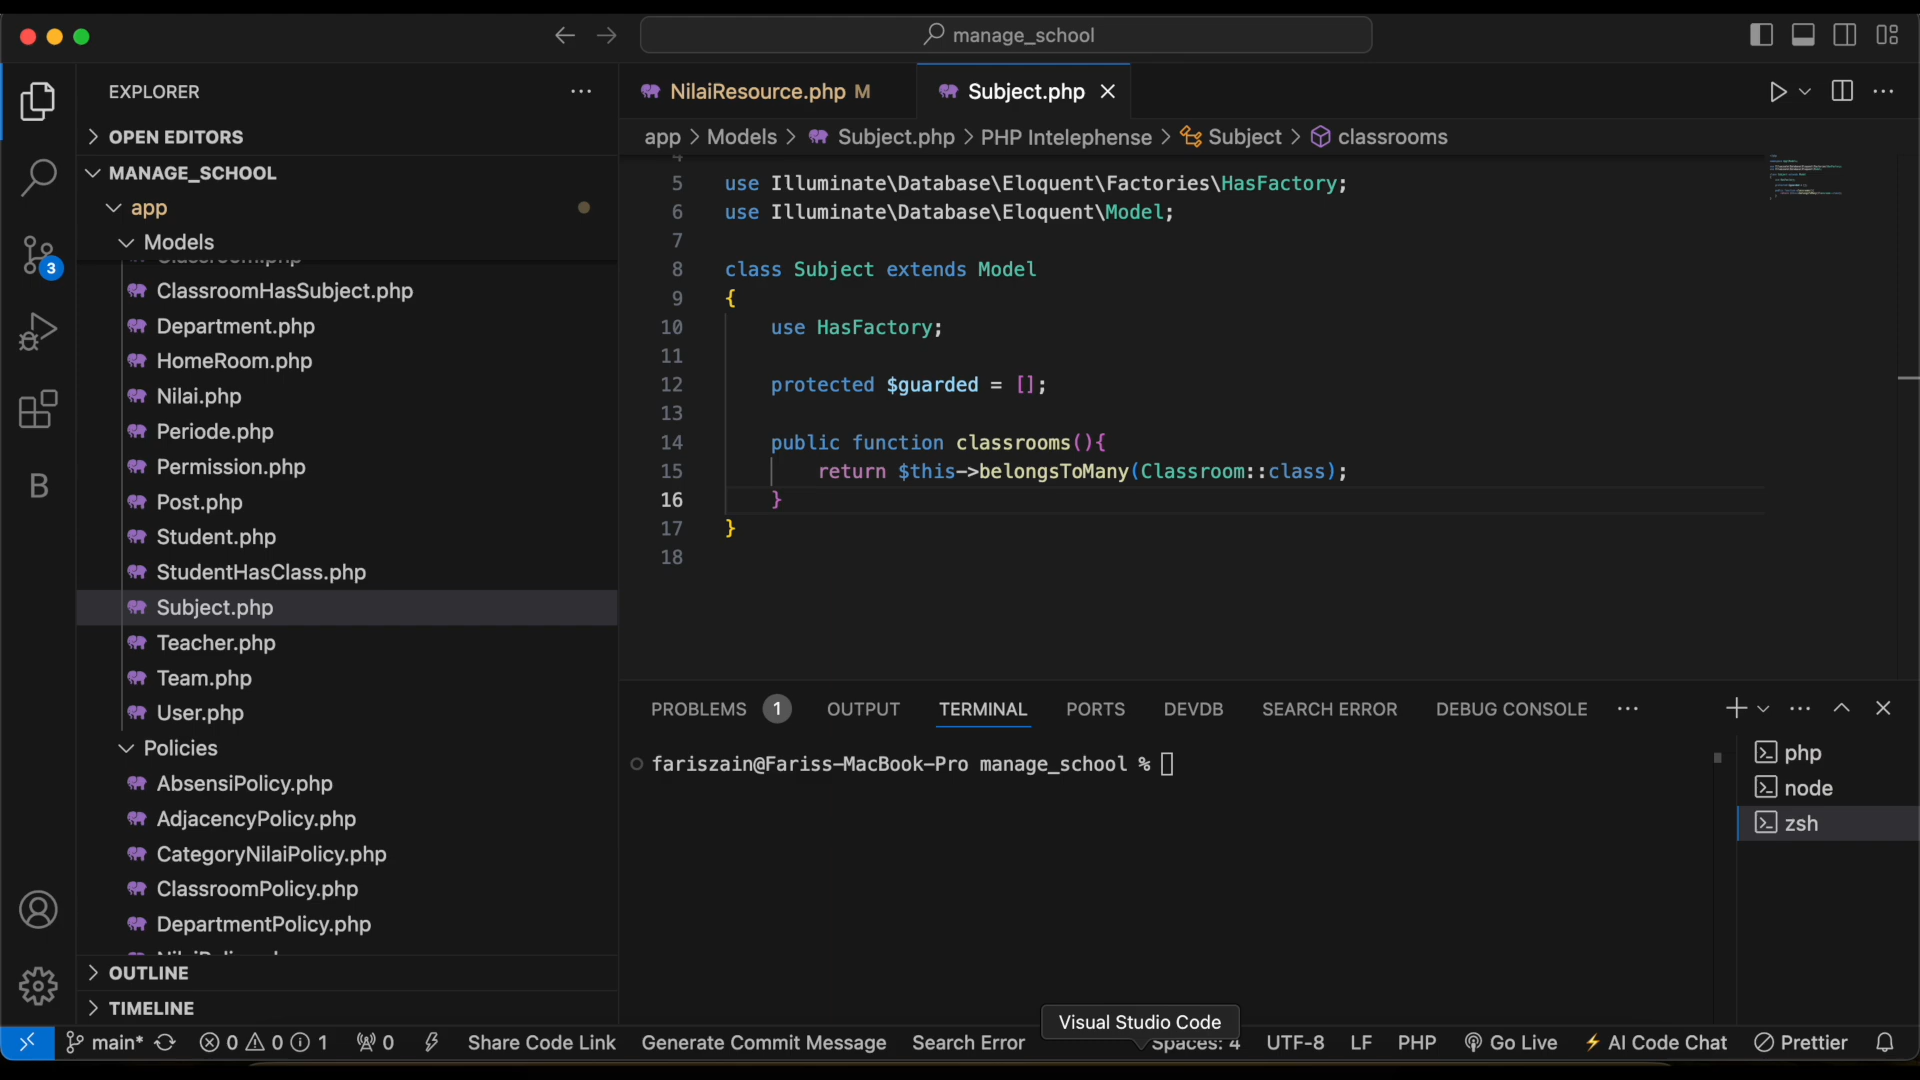 manage_school
EXPLORER
NilaiResource.php M
Subject.php
OPEN EDITORS
app > Models > Subject.php > PHP Intelephense > Subject > classrooms
MANAGE_SCHOOL
app
Models
ClassroomHasSubject.php
Department.php
HomeRoom.php
Nilai.php
Periode.php
Permission.php
Post.php
Student.php
StudentHasClass.php
Subject.php
Teacher.php
Team.php
User.php
Policies
AbsensiPolicy.php
AdjacencyPolicy.php
CategoryNilaiPolicy.php
ClassroomPolicy.php
DepartmentPolicy.php
OUTLINE
TIMELINE
3
B
4
5 use Illuminate\Database\Eloquent\Factories\HasFactory;
6 use Illuminate\Database\Eloquent\Model;
7
8 class Subject extends Model
9 {
10 use HasFactory;
11
12 protected $guarded = [];
13
14 public function classrooms(){
15 return $this->belongsToMany(Classroom::class);
16 }
17 }
18
PROBLEMS 1 OUTPUT TERMINAL PORTS DEVDB SEARCH ERROR DEBUG CONSOLE
fariszain@Fariss-MacBook-Pro manage_school %
php
node
zsh
Visual Studio Code
main* 0 0 1 0 Share Code Link Generate Commit Message Search Error Spaces: 4 UTF-8 LF PHP Go Live AI Code Chat Prettier